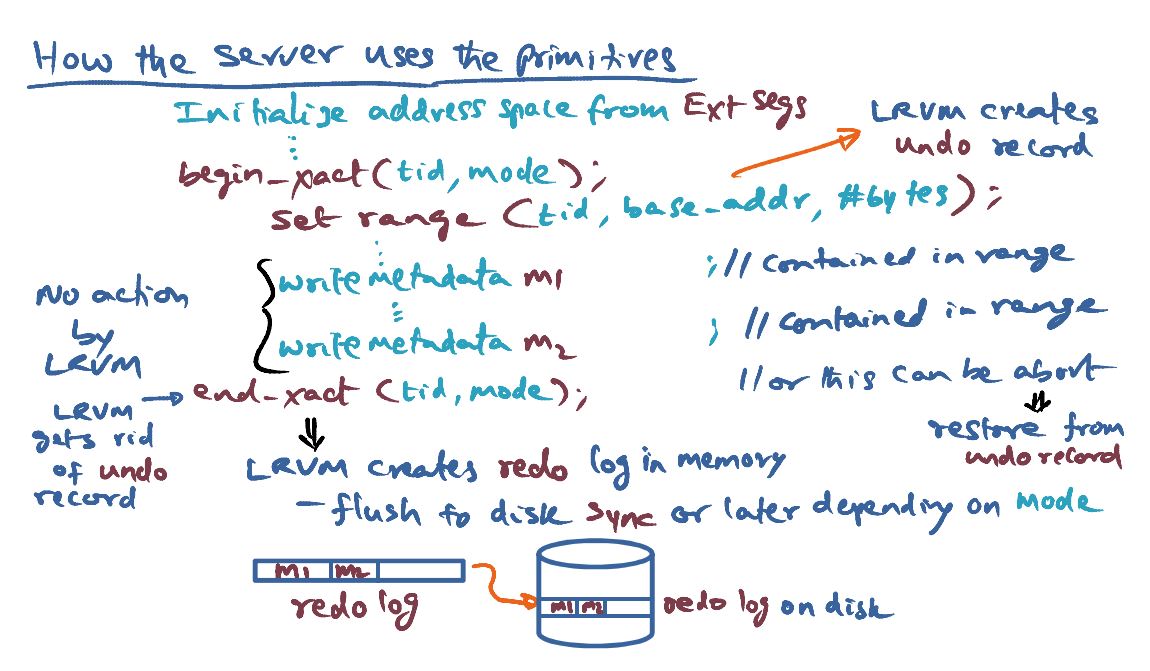 How the server uses the primitives
Initialize address space from Ext segs
LRVM creates
undo record
begin_xact(tid, mode);
set range (tid, base_addr, #bytes);
write metadata m1 ; // contained in range
No action
by
LRVM
write metadata m2 ; // contained in range
end_xact (tid, mode); // or this can be abort
LRVM
gets rid
of undo
record
restore from
undo record
LRVM creates redo log in memory
- flush to disk sync or later depending on mode
m1 m2
redo log
m1 m2
redo log on disk